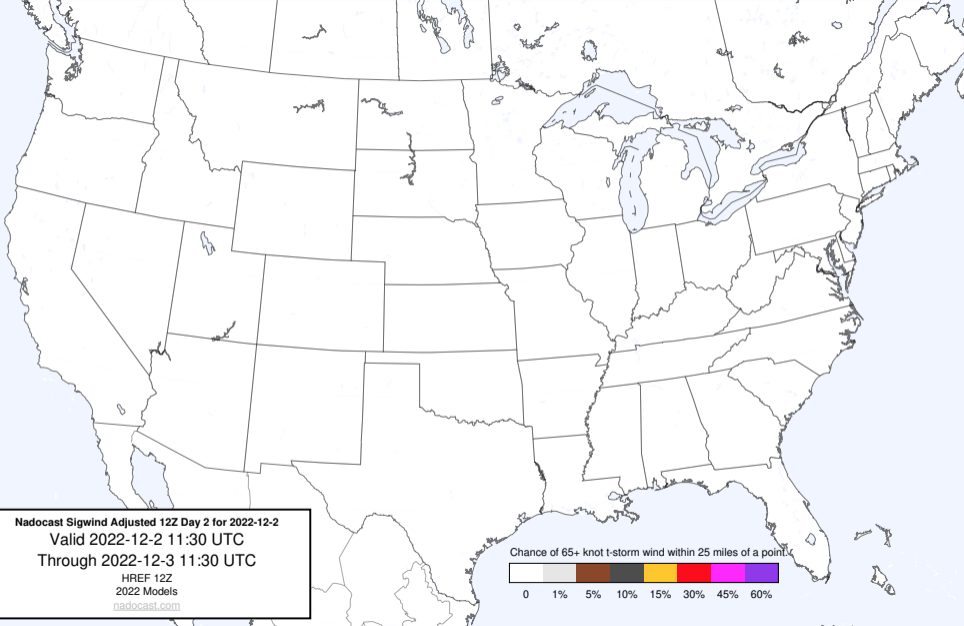 Nadocast Sigwind Adjusted 12Z Day 2 for 2022-12-2
Valid 2022-12-2 11:30 UTC
Through 2022-12-3 11:30 UTC
HREF 12Z
2022 Models
nadocast.com
Chance of 65+ knot t-storm wind within 25 miles of a point.
0 1% 5% 10% 15% 30% 45% 60%